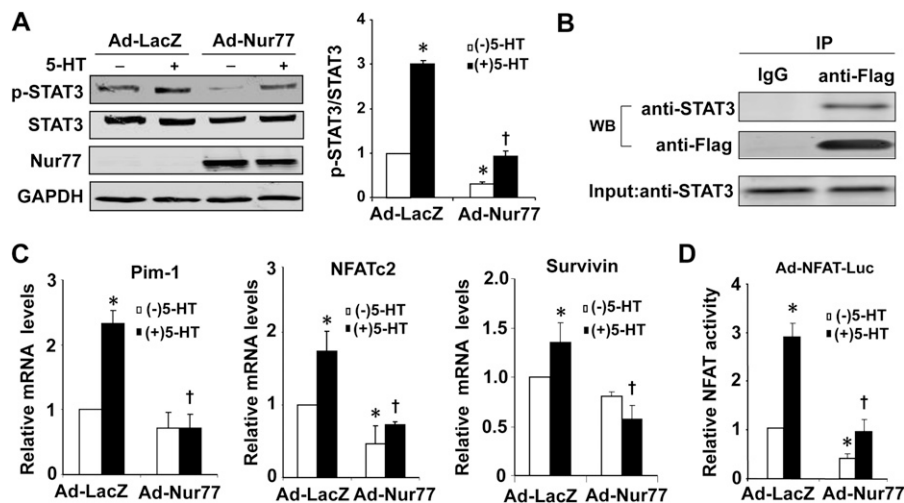 A
Ad-LacZ Ad-Nur77
5-HT – + – +
p-STAT3
STAT3
Nur77
GAPDH
p-STAT3/STAT3
4
3
2
1
0
* * †
(-)5-HT
(+)5-HT
Ad-LacZ Ad-Nur77
B
IP
IgG anti-Flag
WB
anti-STAT3
anti-Flag
Input:anti-STAT3
C
Pim-1
Relative mRNA levels
3
2
1
0
* †
(-)5-HT
(+)5-HT
Ad-LacZ Ad-Nur77
NFATc2
Relative mRNA levels
2
1
0
* * †
(-)5-HT
(+)5-HT
Ad-LacZ Ad-Nur77
Survivin
Relative mRNA levels
2.0
1.5
1.0
0.5
0
* †
(-)5-HT
(+)5-HT
Ad-LacZ Ad-Nur77
D
Ad-NFAT-Luc
Relative NFAT activity
4
3
2
1
0
* * †
(-)5-HT
(+)5-HT
Ad-LacZ Ad-Nur77